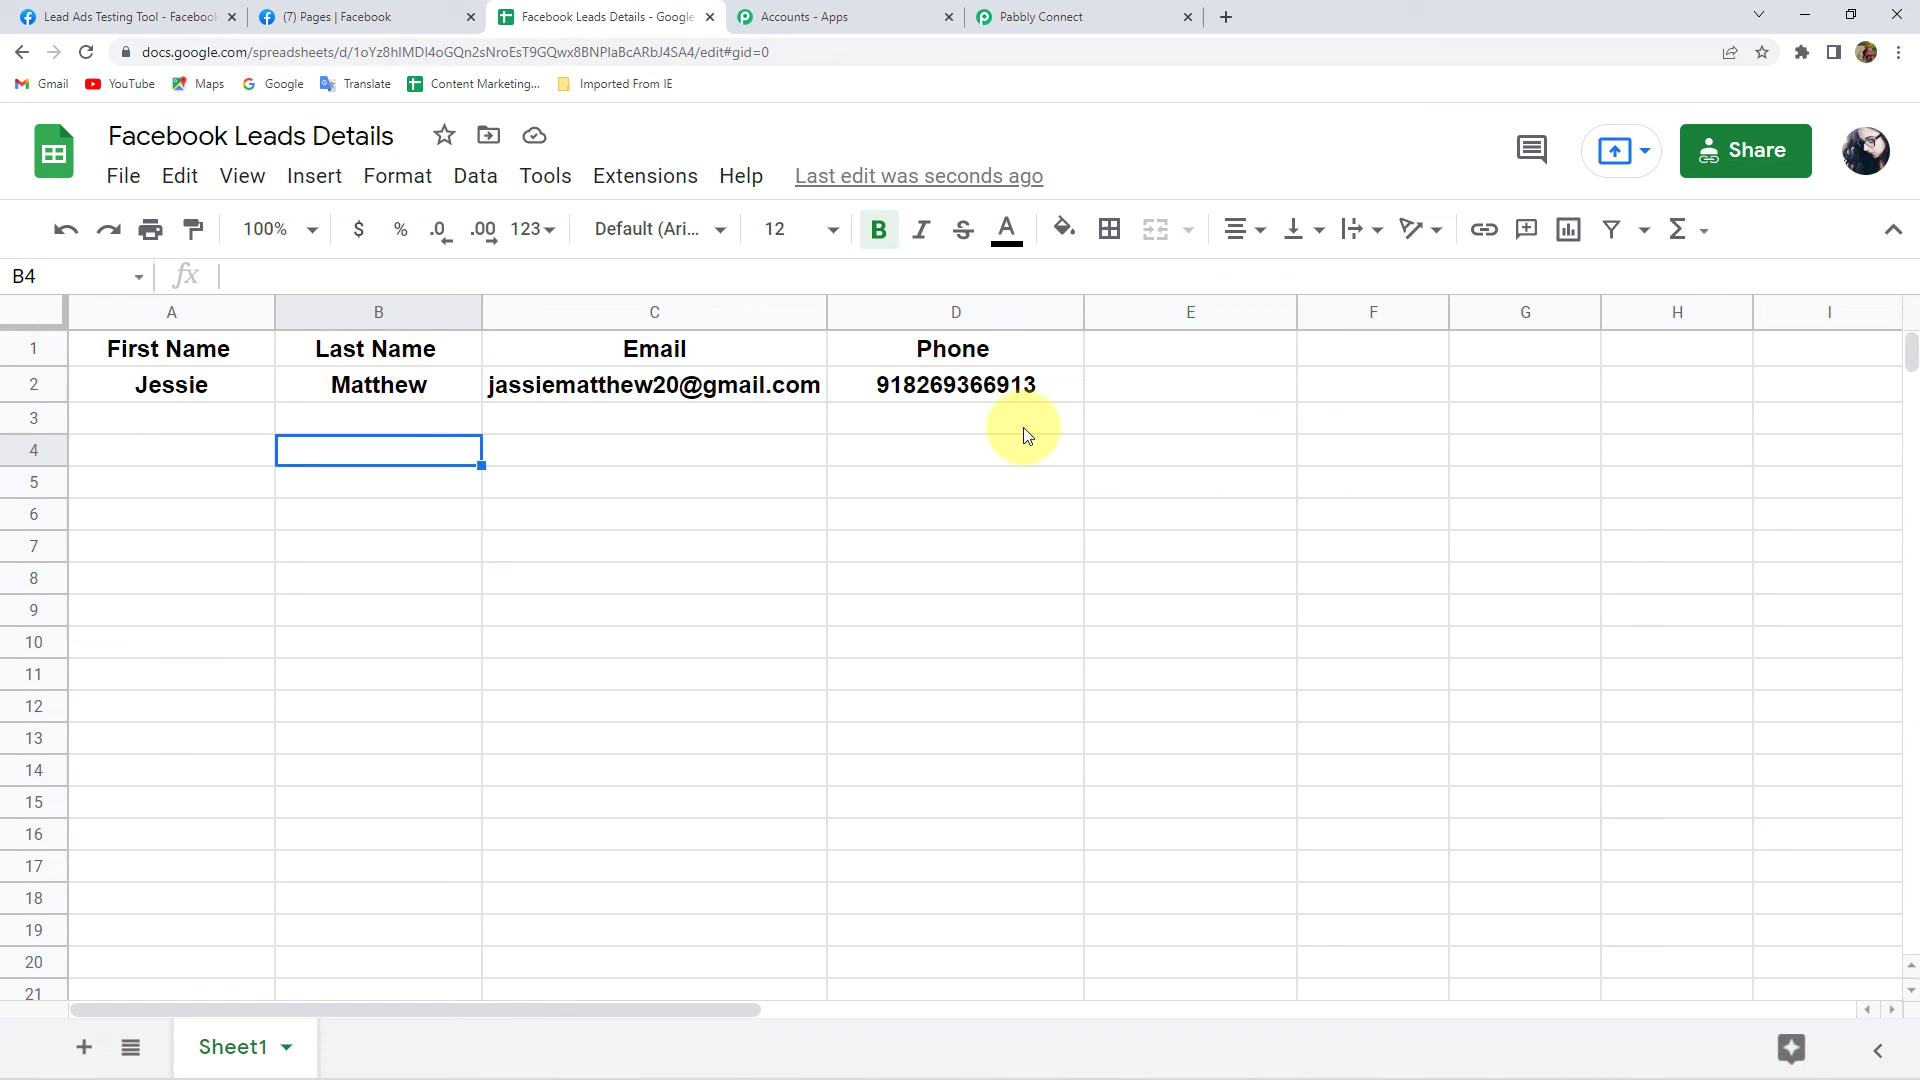 Lead Ads Testing Tool - Facebook
(7) Pages | Facebook
Facebook Leads Details - Google
Accounts - Apps
Pabbly Connect
docs.google.com/spreadsheets/d/1oYz8hIMDI4oGQn2sNroEsT9GQwx8BNPlaBcARbJ4SA4/edit#gid=0
Gmail YouTube Maps Google Translate Content Marketing... Imported From IE
Facebook Leads Details
File Edit View Insert Format Data Tools Extensions Help Last edit was seconds ago
Share
100% $ % .0 .00 123 Default (Ari... 12 B I S A
B4 fx
A B C D E F G H I
1 First Name Last Name Email Phone
2 Jessie Matthew jassiematthew20@gmail.com 918269366913
3
4
5
6
7
8
9
10
11
12
13
14
15
16
17
18
19
20
21
Sheet1